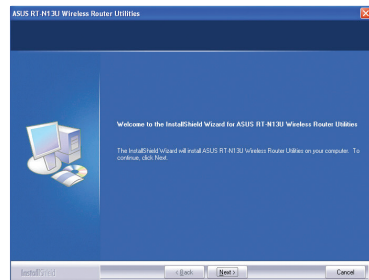 ASUS RT-N13U Wireless Router Utilities
Welcome to the InstallShield Wizard for ASUS RT-N13U Wireless Router Utilities
The InstallShield Wizard will install ASUS RT-N13U Wireless Router Utilities on your computer. To
continue, click Next.
InstallShield
< Back
Next >
Cancel